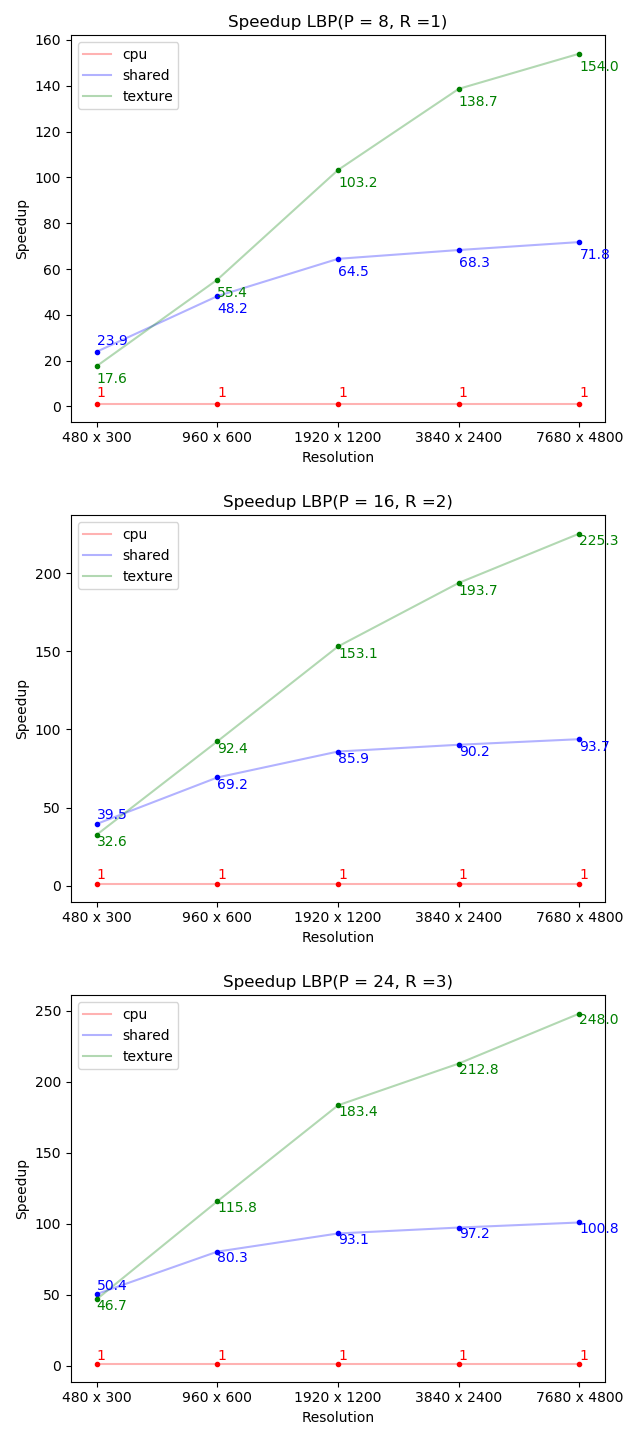 Speedup LBP(P = 8, R =1)
160
140
120
100
80
60
40
20
0
Speedup
cpu
shared
texture
154.0
138.7
103.2
71.8
68.3
64.5
55.4
48.2
23.9
17.6
1 1 1 1 1
480 x 300 960 x 600 1920 x 1200 3840 x 2400 7680 x 4800
Resolution
Speedup LBP(P = 16, R =2)
200
150
100
50
0
Speedup
cpu
shared
texture
225.3
193.7
153.1
93.7
90.2
92.4
85.9
69.2
39.5
32.6
1 1 1 1 1
480 x 300 960 x 600 1920 x 1200 3840 x 2400 7680 x 4800
Resolution
Speedup LBP(P = 24, R =3)
250
200
150
100
50
0
Speedup
cpu
shared
texture
248.0
212.8
183.4
115.8
100.8
97.2
93.1
80.3
50.4
46.7
1 1 1 1 1
480 x 300 960 x 600 1920 x 1200 3840 x 2400 7680 x 4800
Resolution